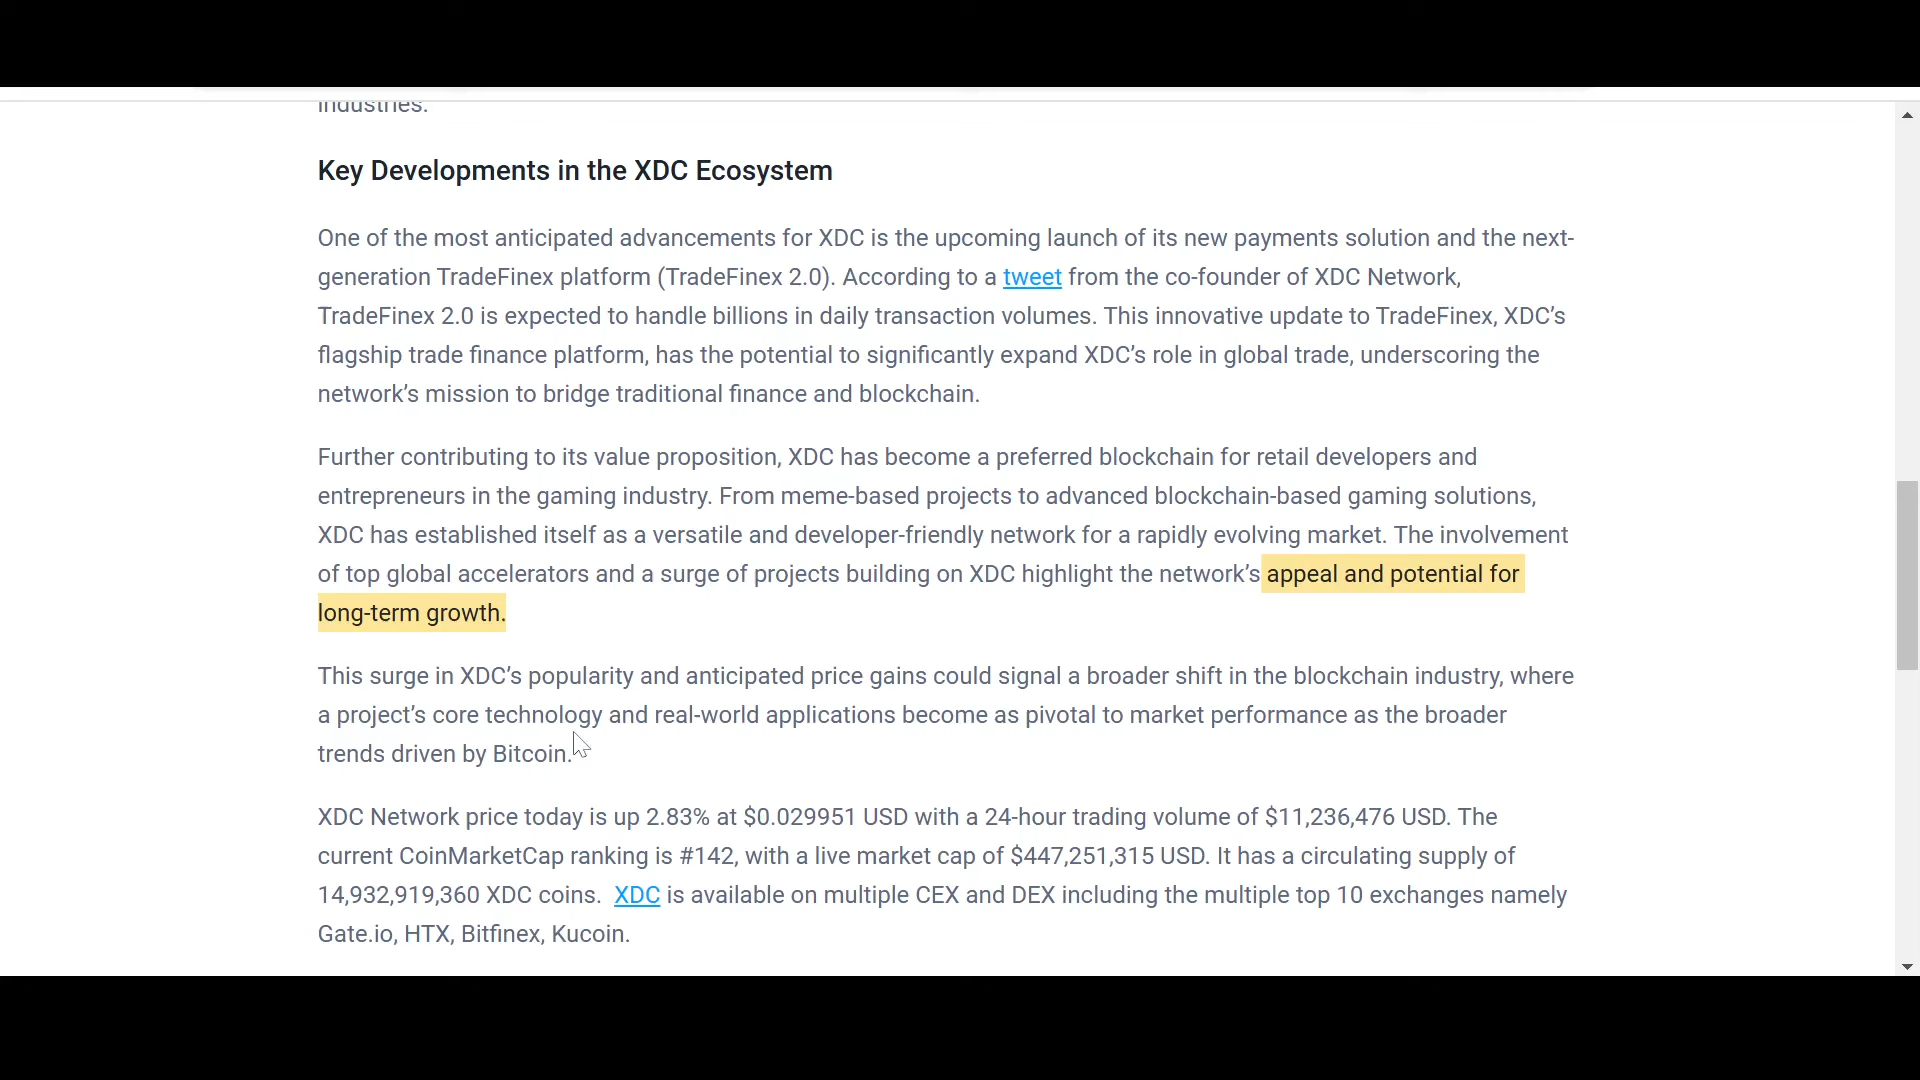 industries.
Key Developments in the XDC Ecosystem
One of the most anticipated advancements for XDC is the upcoming launch of its new payments solution and the next-
generation TradeFinex platform (TradeFinex 2.0). According to a tweet from the co-founder of XDC Network,
TradeFinex 2.0 is expected to handle billions in daily transaction volumes. This innovative update to TradeFinex, XDC’s
flagship trade finance platform, has the potential to significantly expand XDC’s role in global trade, underscoring the
network’s mission to bridge traditional finance and blockchain.
Further contributing to its value proposition, XDC has become a preferred blockchain for retail developers and
entrepreneurs in the gaming industry. From meme-based projects to advanced blockchain-based gaming solutions,
XDC has established itself as a versatile and developer-friendly network for a rapidly evolving market. The involvement
of top global accelerators and a surge of projects building on XDC highlight the network’s appeal and potential for
long-term growth.
This surge in XDC’s popularity and anticipated price gains could signal a broader shift in the blockchain industry, where
a project’s core technology and real-world applications become as pivotal to market performance as the broader
trends driven by Bitcoin.
XDC Network price today is up 2.83% at $0.029951 USD with a 24-hour trading volume of $11,236,476 USD. The
current CoinMarketCap ranking is #142, with a live market cap of $447,251,315 USD. It has a circulating supply of
14,932,919,360 XDC coins. XDC is available on multiple CEX and DEX including the multiple top 10 exchanges namely
Gate.io, HTX, Bitfinex, Kucoin.